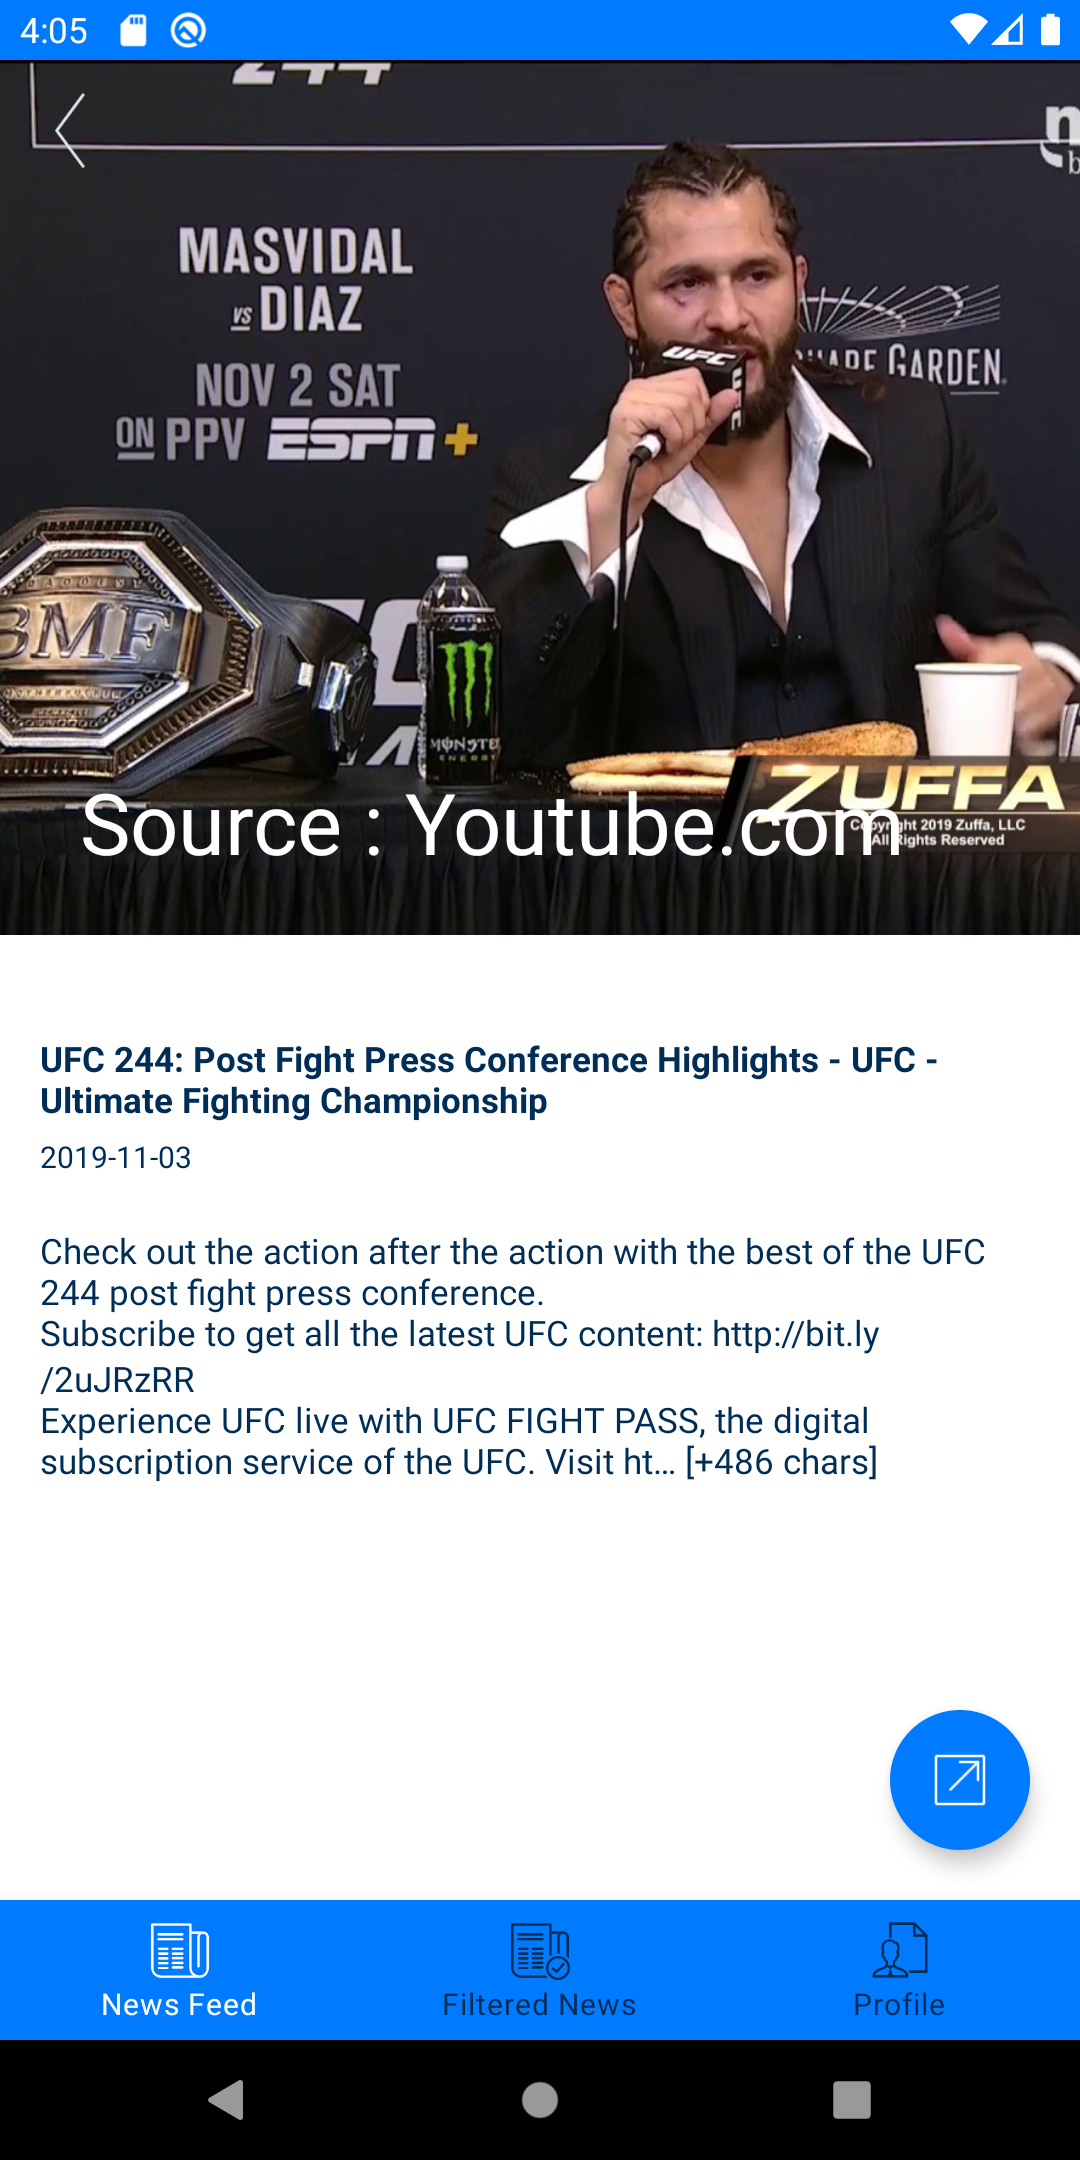 4:05
244
MASVIDAL
VS DIAZ
NOV 2 SAT
ON PPV ESPN+
GARDEN
UFC
BMF
MONSTER
ENERGY
ZUFFA
Copyright 2019 Zuffa, LLC
All Rights Reserved
Source : Youtube.com
UFC 244: Post Fight Press Conference Highlights - UFC -
Ultimate Fighting Championship
2019-11-03
Check out the action after the action with the best of the UFC
244 post fight press conference.
Subscribe to get all the latest UFC content: http://bit.ly
/2uJRzRR
Experience UFC live with UFC FIGHT PASS, the digital
subscription service of the UFC. Visit ht… [+486 chars]
News Feed
Filtered News
Profile